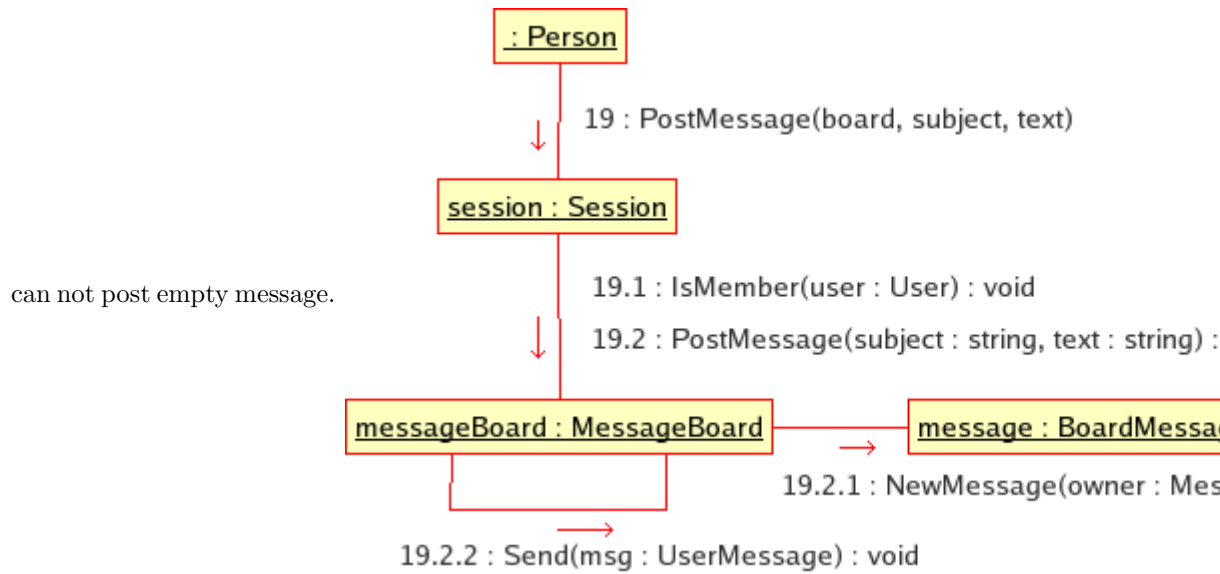 : Person
19 : PostMessage(board, subject, text)
session : Session
can not post empty message.
19.1 : IsMember(user : User) : void
19.2 : PostMessage(subject : string, text : string) :
messageBoard : MessageBoard
message : BoardMessag
19.2.1 : NewMessage(owner : Mes
19.2.2 : Send(msg : UserMessage) : void